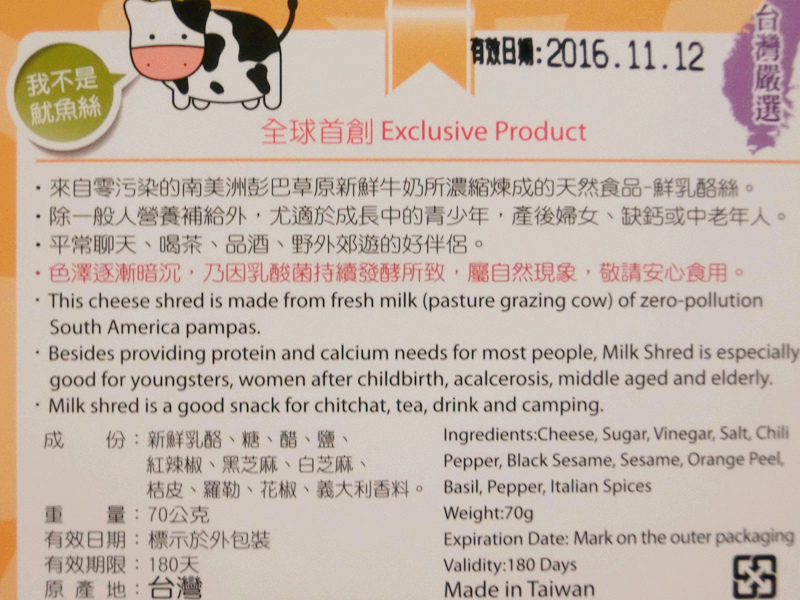 有效日期:2016.11.12
台灣嚴選
我不是
魷魚絲
全球首創 Exclusive Product
・來自零污染的南美洲彭巴草原新鮮牛奶所濃縮煉成的天然食品-鮮乳酪絲。
・除一般人營養補給外，尤適於成長中的青少年，產後婦女、缺鈣或中老年人。
・平常聊天、喝茶、品酒、野外郊遊的好伴侶。
・色澤逐漸暗沉，乃因乳酸菌持續發酵所致，屬自然現象，敬請安心食用。
・This cheese shred is made from fresh milk (pasture grazing cow) of zero-pollution
South America pampas.
・Besides providing protein and calcium needs for most people, Milk Shred is especially
good for youngsters, women after childbirth, acalcerosis, middle aged and elderly.
・Milk shred is a good snack for chitchat, tea, drink and camping.
成 份：新鮮乳酪、糖、醋、鹽、
紅辣椒、黑芝麻、白芝麻、
桔皮、羅勒、花椒、義大利香料。
重 量：70公克
有效日期：標示於外包裝
有效期限：180天
原 產 地：台灣
Ingredients:Cheese, Sugar, Vinegar, Salt, Chili
Pepper, Black Sesame, Sesame, Orange Peel,
Basil, Pepper, Italian Spices
Weight:70g
Expiration Date: Mark on the outer packaging
Validity:180 Days
Made in Taiwan